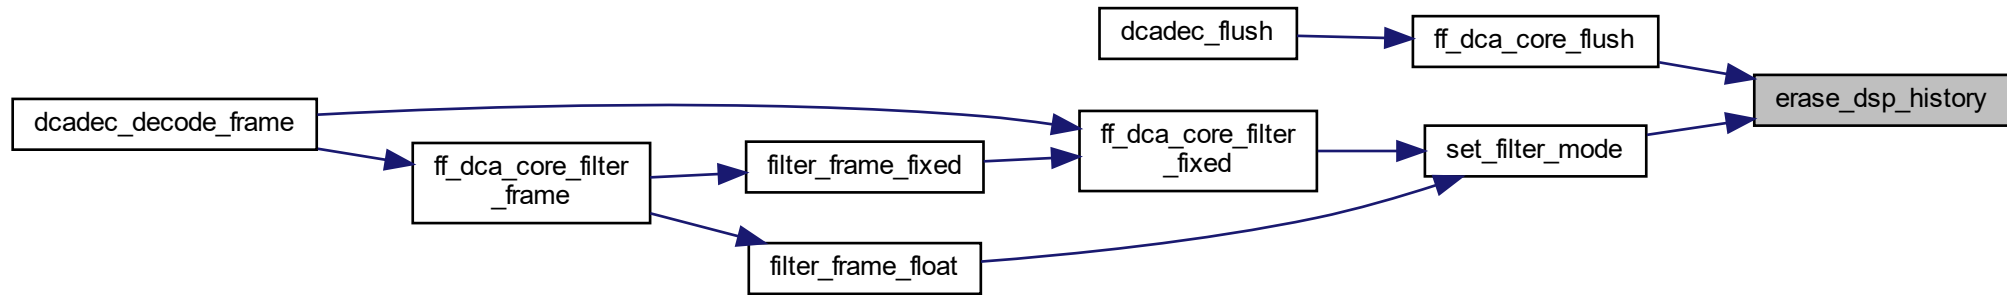 dcadec_flush
ff_dca_core_flush
erase_dsp_history
dcadec_decode_frame
ff_dca_core_filter
_frame
filter_frame_fixed
ff_dca_core_filter
_fixed
set_filter_mode
filter_frame_float